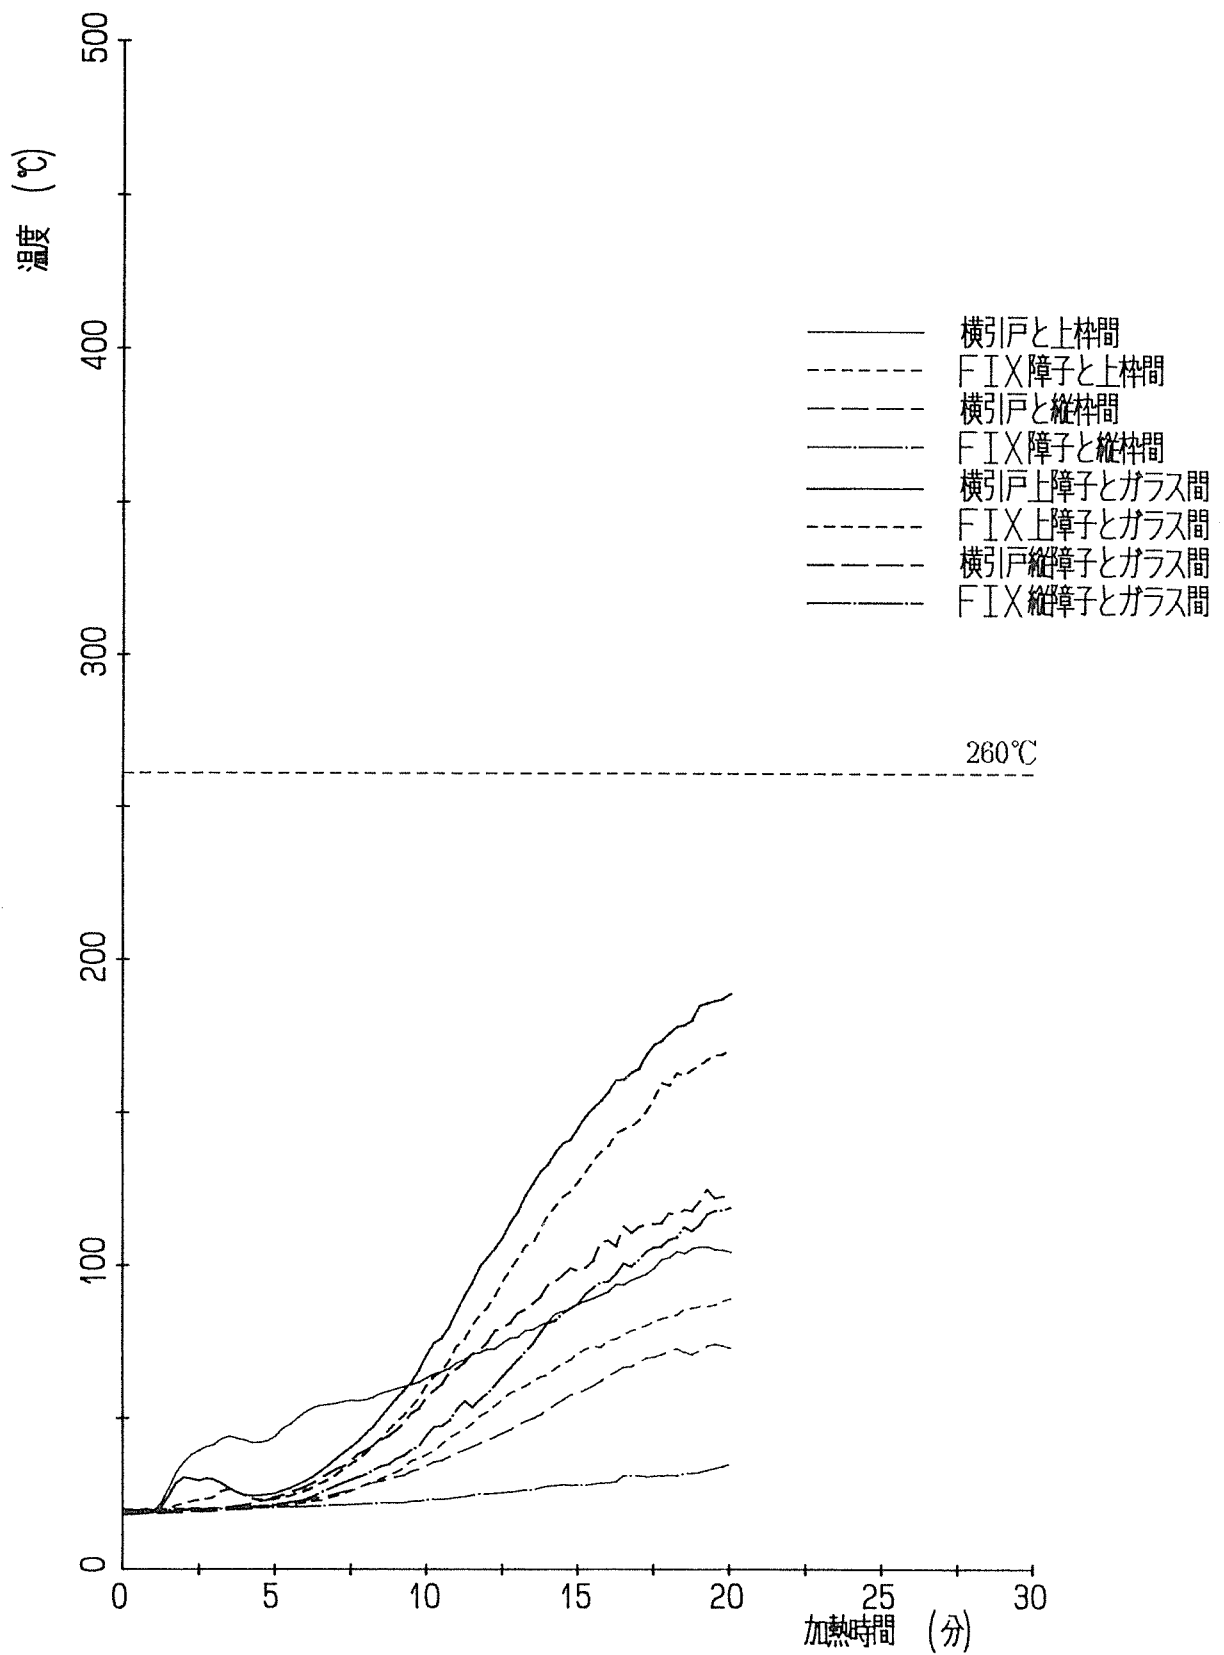 500
温度 (℃)
400
横引戸と上枠間
FIX障子と上枠間
横引戸と縦枠間
FIX障子と縦枠間
横引戸上障子とガラス間
FIX上障子とガラス間
横引戸縦障子とガラス間
FIX縦障子とガラス間
300
260℃
200
100
0
0 5 10 15 20 25 30
加熱時間 (分)